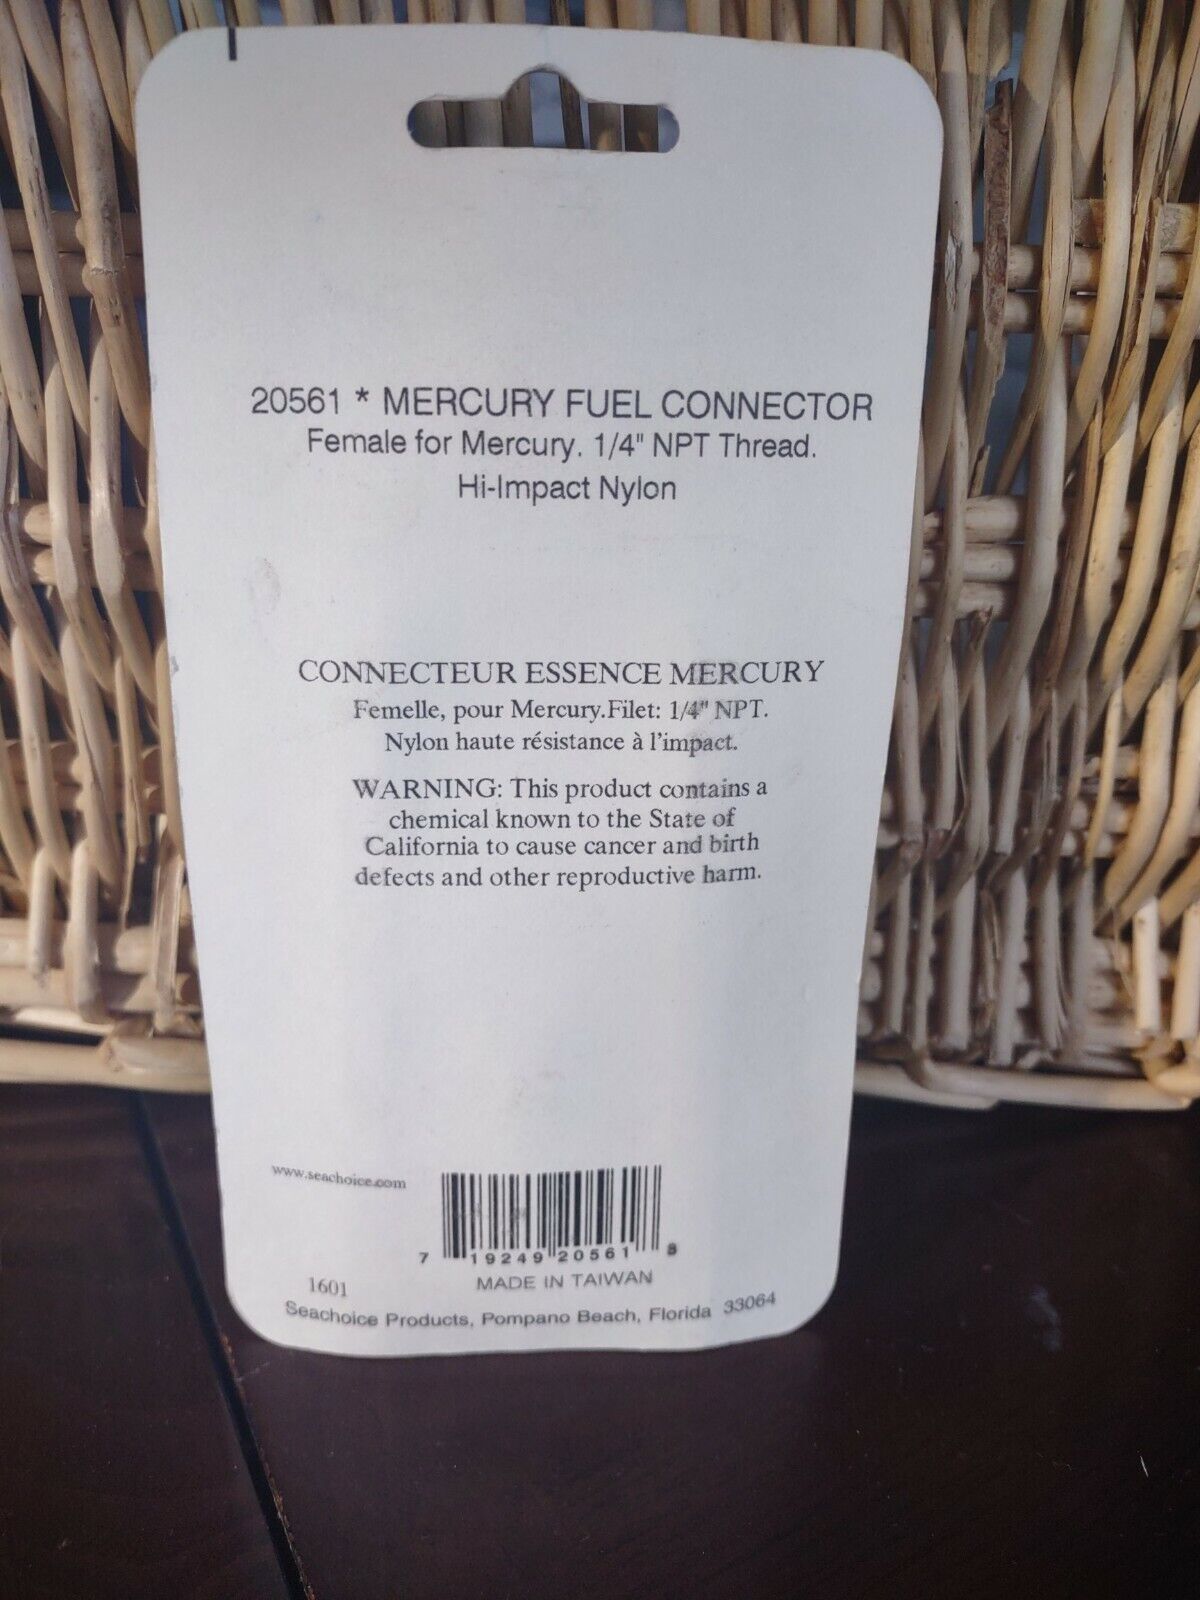 20561 * MERCURY FUEL CONNECTOR
Female for Mercury. 1/4" NPT Thread.
Hi-Impact Nylon
CONNECTEUR ESSENCE MERCURY
Femelle, pour Mercury.Filet: 1/4" NPT.
Nylon haute résistance à l'impact.
WARNING: This product contains a
chemical known to the State of
California to cause cancer and birth
defects and other reproductive harm.
www.seachoice.com
7 19249 20561 8
MADE IN TAIWAN
1601
Seachoice Products, Pompano Beach, Florida 33064